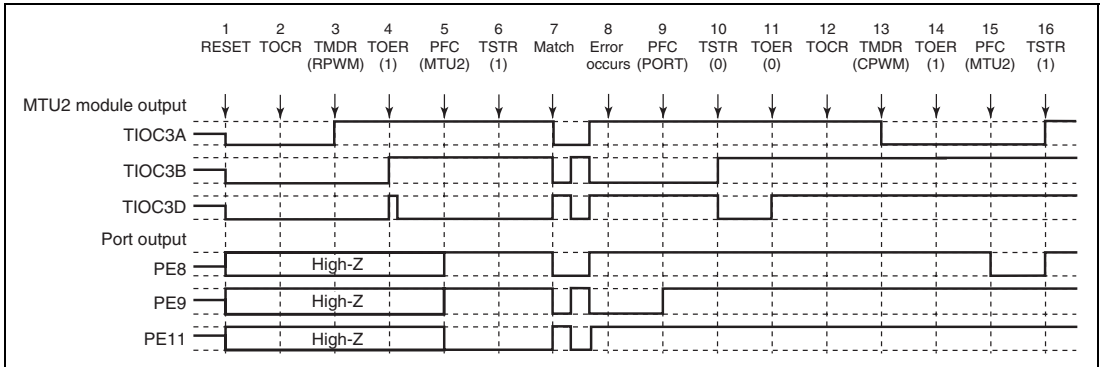 1 2 3 4 5 6 7 8 9 10 11 12 13 14 15 16
RESET TOCR TMDR TOER PFC TSTR Match Error PFC TSTR TOER TOCR TMDR TOER PFC TSTR
(RPWM) (1) (MTU2) (1) occurs (PORT) (0) (0) (CPWM) (1) (MTU2) (1)
MTU2 module output
TIOC3A
TIOC3B
TIOC3D
Port output
PE8 High-Z
PE9 High-Z
PE11 High-Z